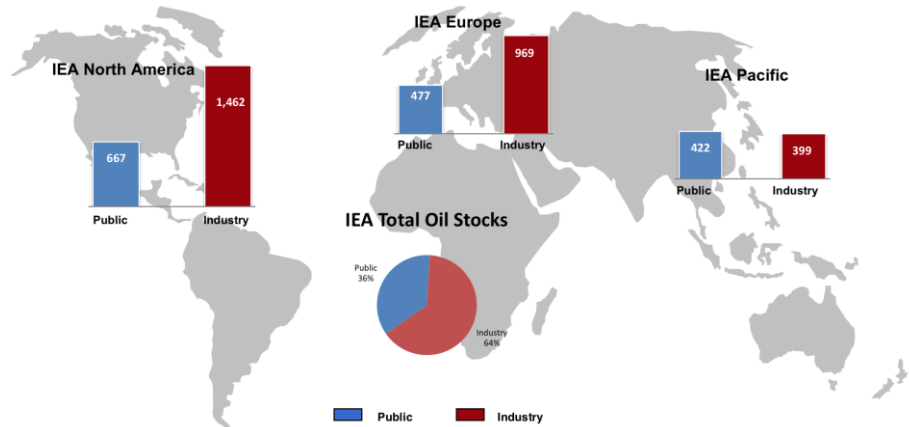 IEA Europe
969
477
Public
Industry
IEA North America
1,462
667
Public
Industry
IEA Pacific
422
399
Public
Industry
IEA Total Oil Stocks
Public
36%
Industry
64%
Public
Industry